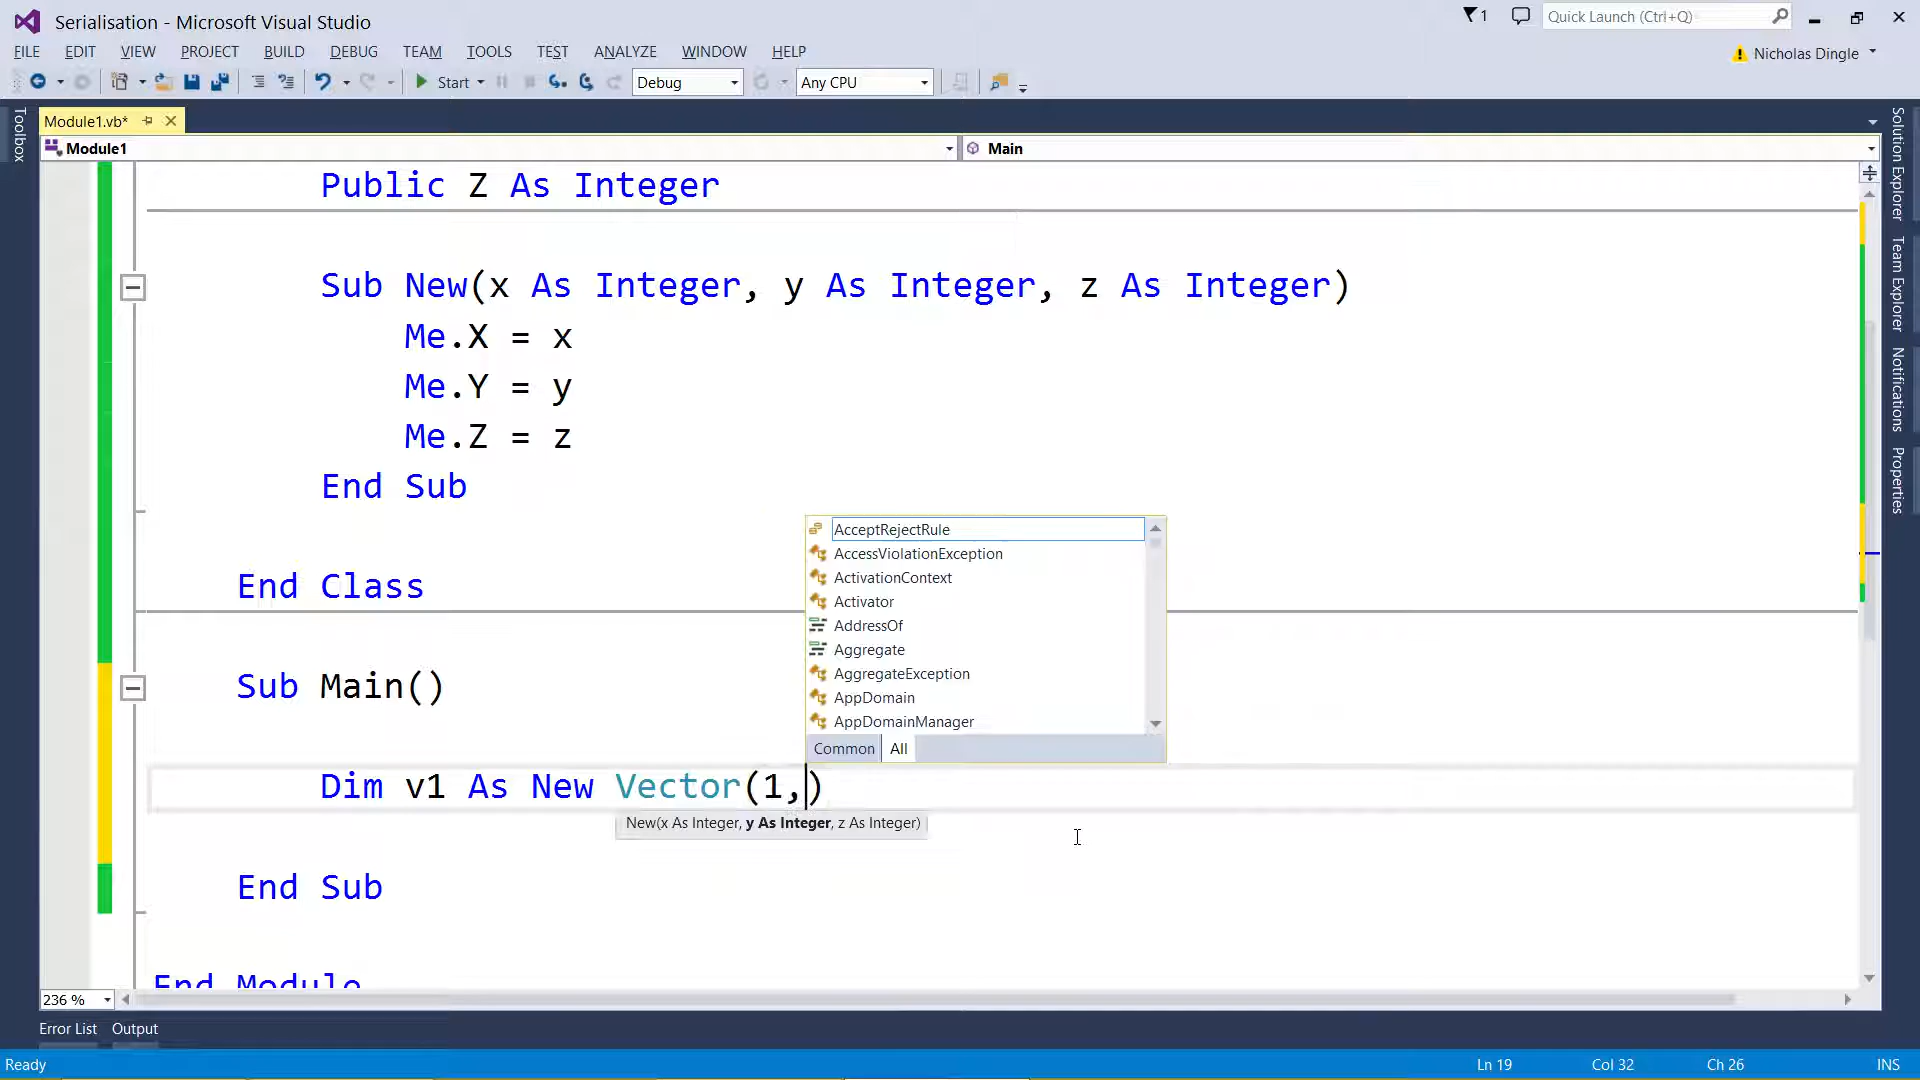 Serialisation - Microsoft Visual Studio
1
Quick Launch (Ctrl+Q)
FILE EDIT VIEW PROJECT BUILD DEBUG TEAM TOOLS TEST ANALYZE WINDOW HELP
Nicholas Dingle
Start Debug Any CPU
Toolbox
Module1.vb*
Module1
Main
Solution Explorer
Team Explorer
Notifications
Properties
Public Z As Integer
Sub New(x As Integer, y As Integer, z As Integer)
Me.X = x
Me.Y = y
Me.Z = z
End Sub
End Class
AcceptRejectRule
AccessViolationException
ActivationContext
Activator
AddressOf
Aggregate
AggregateException
AppDomain
AppDomainManager
Common All
Sub Main()
Dim v1 As New Vector(1,)
New(x As Integer, y As Integer, z As Integer)
End Sub
End Module
236 %
Error List Output
Ready
Ln 19 Col 32 Ch 26 INS